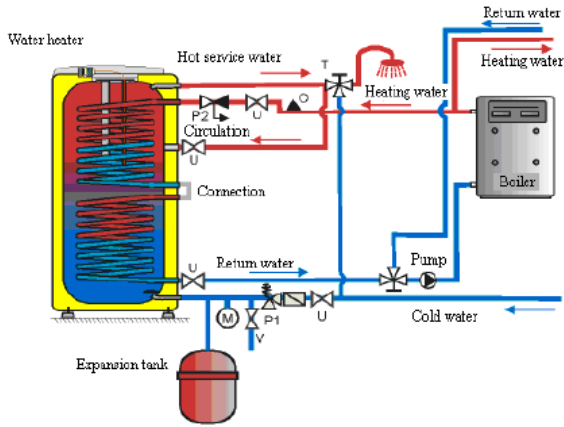 Return water
Water heater
Hot service water
T
Heating water
Heating water
O
P2
U
Circulation
U
Boiler
Connection
U
Return water
Pump
M
P1
U
Cold water
V
Expansion tank